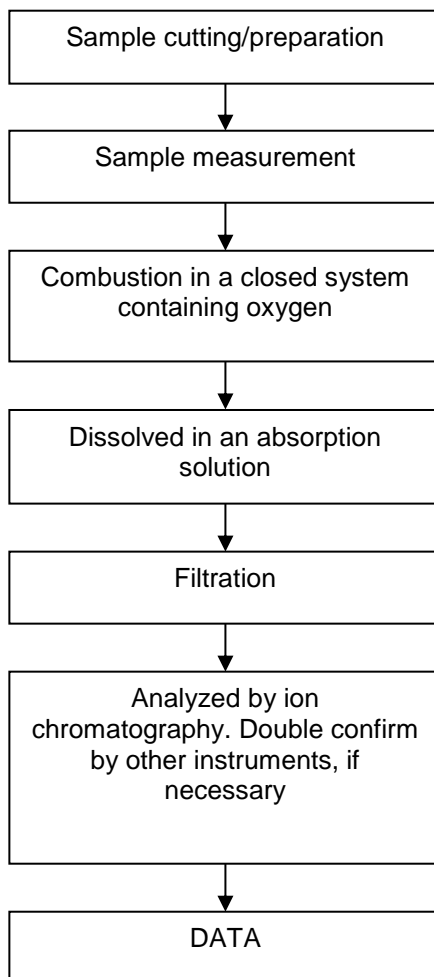 Sample cutting/preparation
Sample measurement
Combustion in a closed system
containing oxygen
Dissolved in an absorption
solution
Filtration
Analyzed by ion
chromatography. Double confirm
by other instruments, if
necessary
DATA